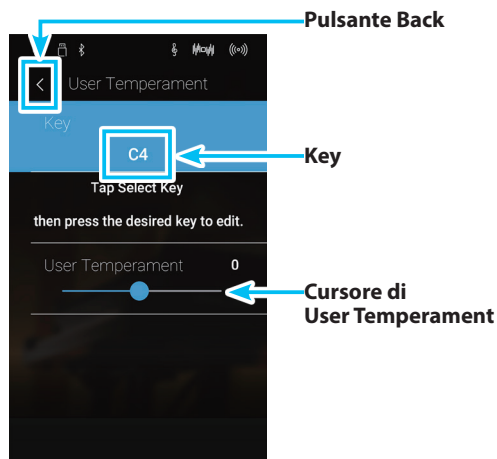 Pulsante Back
User Temperament
Key
C4
Key
Tap Select Key
then press the desired key to edit.
User Temperament 0
Cursore di
User Temperament